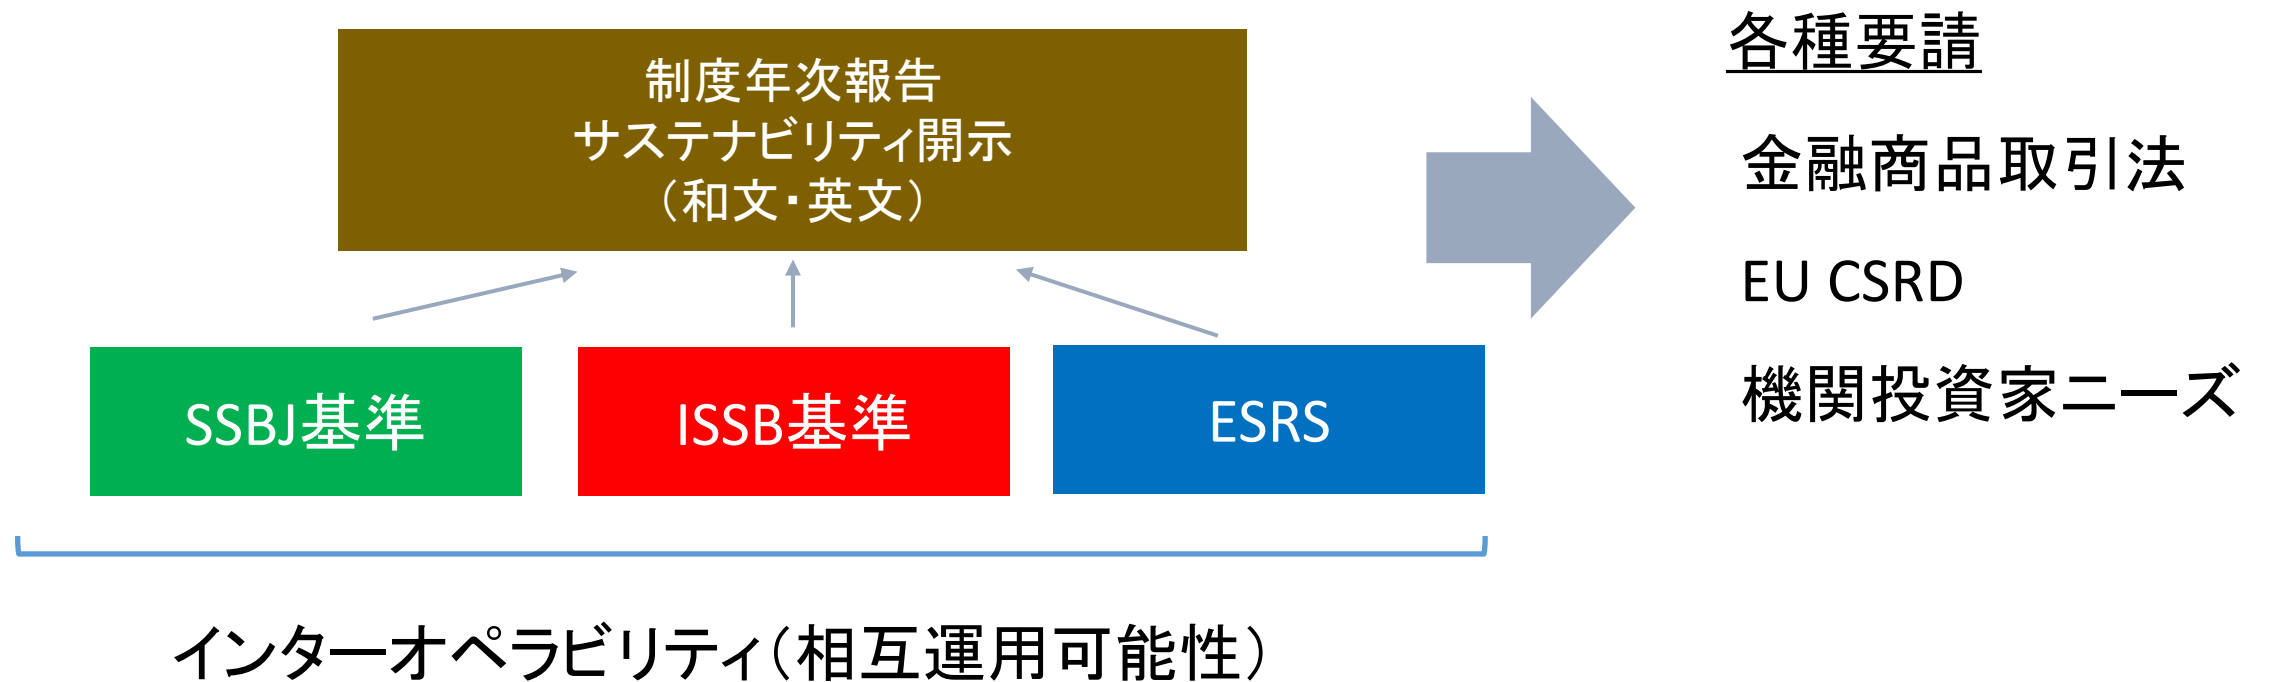 制度年次報告
サステナビリティ開示
（和文・英文）
SSBJ基準
ISSB基準
ESRS
インターオペラビリティ（相互運用可能性）
各種要請
金融商品取引法
EU CSRD
機関投資家ニーズ